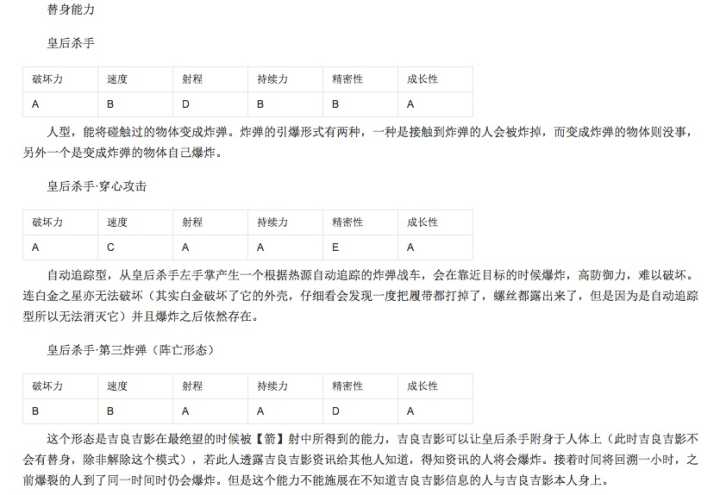 替身能力
皇后杀手
破坏力 速度 射程 持续力 精密性 成长性
A B D B B A
人型，能将碰触过的物体变成炸弹。炸弹的引爆形式有两种，一种是接触到炸弹的人会被炸掉，而变成炸弹的物体则没事，
另外一个是变成炸弹的物体自己爆炸。
皇后杀手·穿心攻击
破坏力 速度 射程 持续力 精密性 成长性
A C A A E A
自动追踪型，从皇后杀手左手掌产生一个根据热源自动追踪的炸弹战车，会在靠近目标的时候爆炸，高防御力，难以破坏。
连白金之星亦无法破坏（其实白金破坏了它的外壳，仔细看会发现一度把履带都打掉了，螺丝都露出来了，但是因为是自动追踪
型所以无法消灭它）并且爆炸之后依然存在。
皇后杀手·第三炸弹（阵亡形态）
破坏力 速度 射程 持续力 精密性 成长性
B B A A D A
这个形态是吉良吉影在最绝望的时候被【箭】射中所得到的能力，吉良吉影可以让皇后杀手附身于人体上（此时吉良吉影不
会有替身，除非解除这个模式），若此人透露吉良吉影资讯给其他人知道，得知资讯的人将会爆炸。接着时间将回溯一小时，之
前爆裂的人到了同一时间时仍会爆炸。但是这个能力不能施展在不知道吉良吉影信息的人与吉良吉影本人身上。